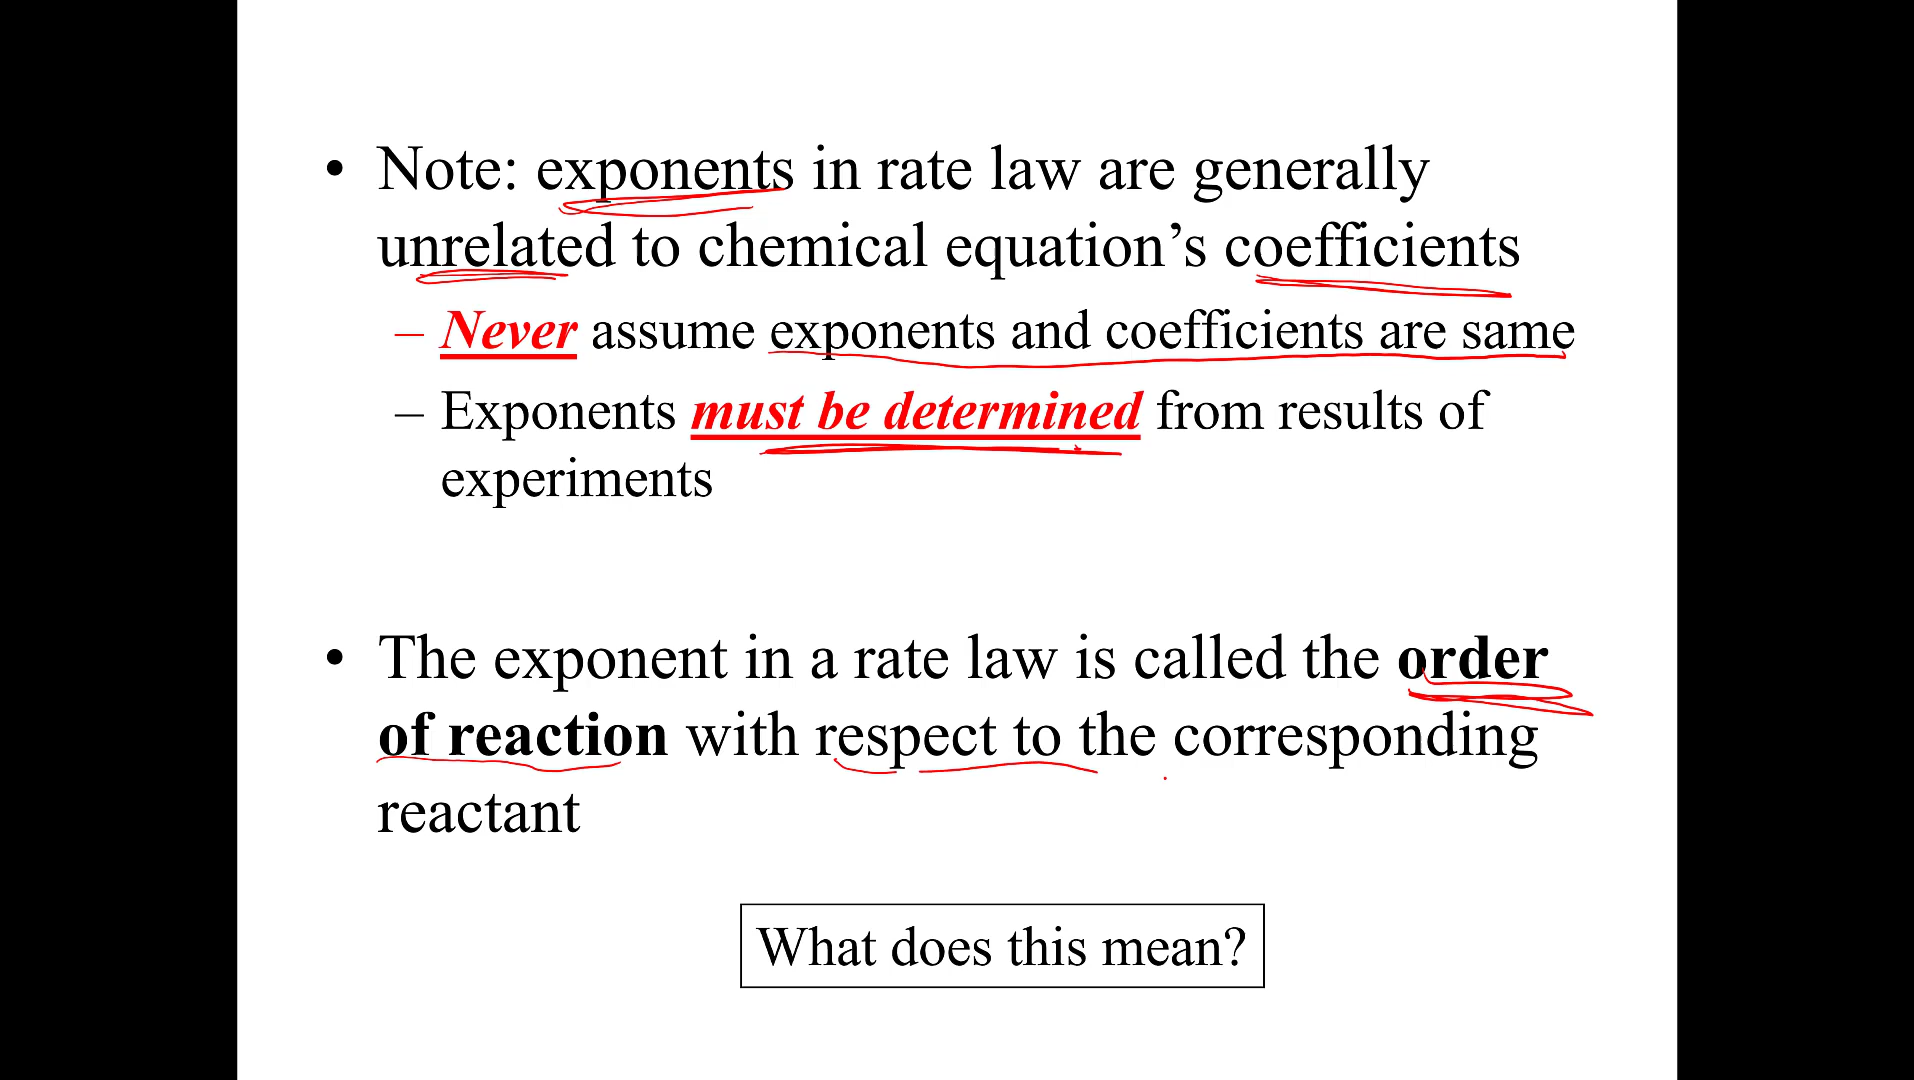 • Note: exponents in rate law are generally
unrelated to chemical equation’s coefficients
– Never assume exponents and coefficients are same
– Exponents must be determined from results of
experiments
• The exponent in a rate law is called the order
of reaction with respect to the corresponding
reactant
What does this mean?